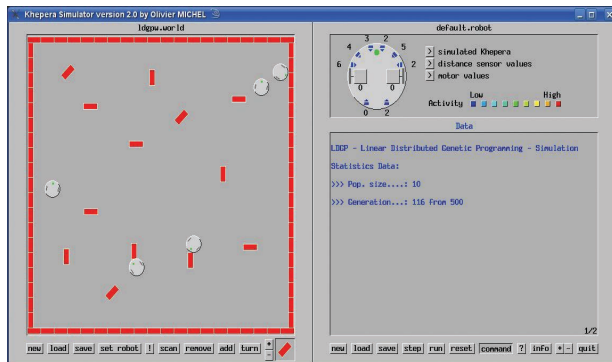 Khepera Simulator version 2.0 by Olivier MICHEL
ldgpw.world
new load save set robot ! scan remove add turn + -
default.robot
3 2
4 5
6 2
0 0
0 2
> simulated Khepera
> distance sensor values
> motor values
Low High
Activity
Data
LDGP - Linear Distributed Genetic Programming - Simulation
Statistics Data:
>>> Pop. size....: 10
>>> Generation...: 116 from 500
1/2
new load save step run reset command ? info + - quit